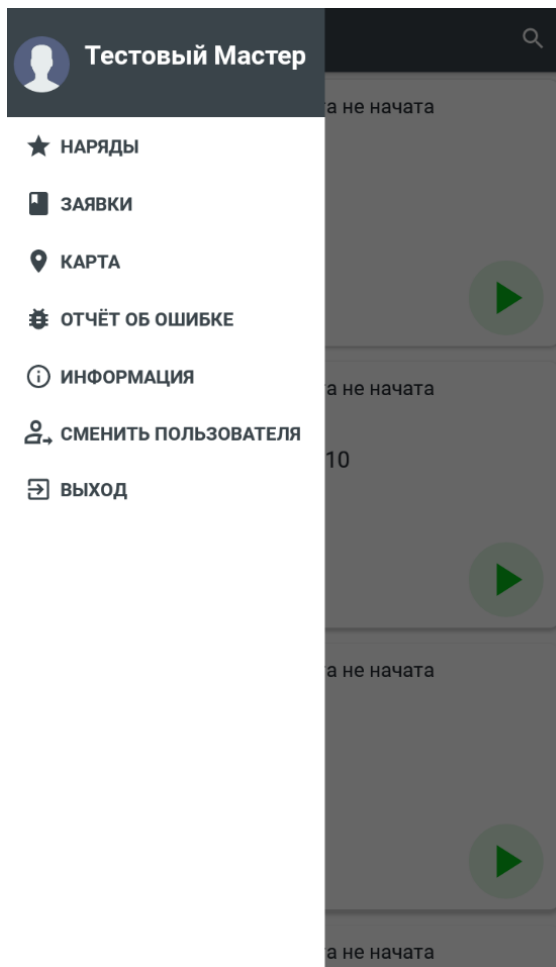 Тестовый Мастер
НАРЯДЫ
ЗАЯВКИ
КАРТА
ОТЧЁТ ОБ ОШИБКЕ
ИНФОРМАЦИЯ
СМЕНИТЬ ПОЛЬЗОВАТЕЛЯ
ВЫХОД
а не начата
а не начата
10
а не начата
а не начата